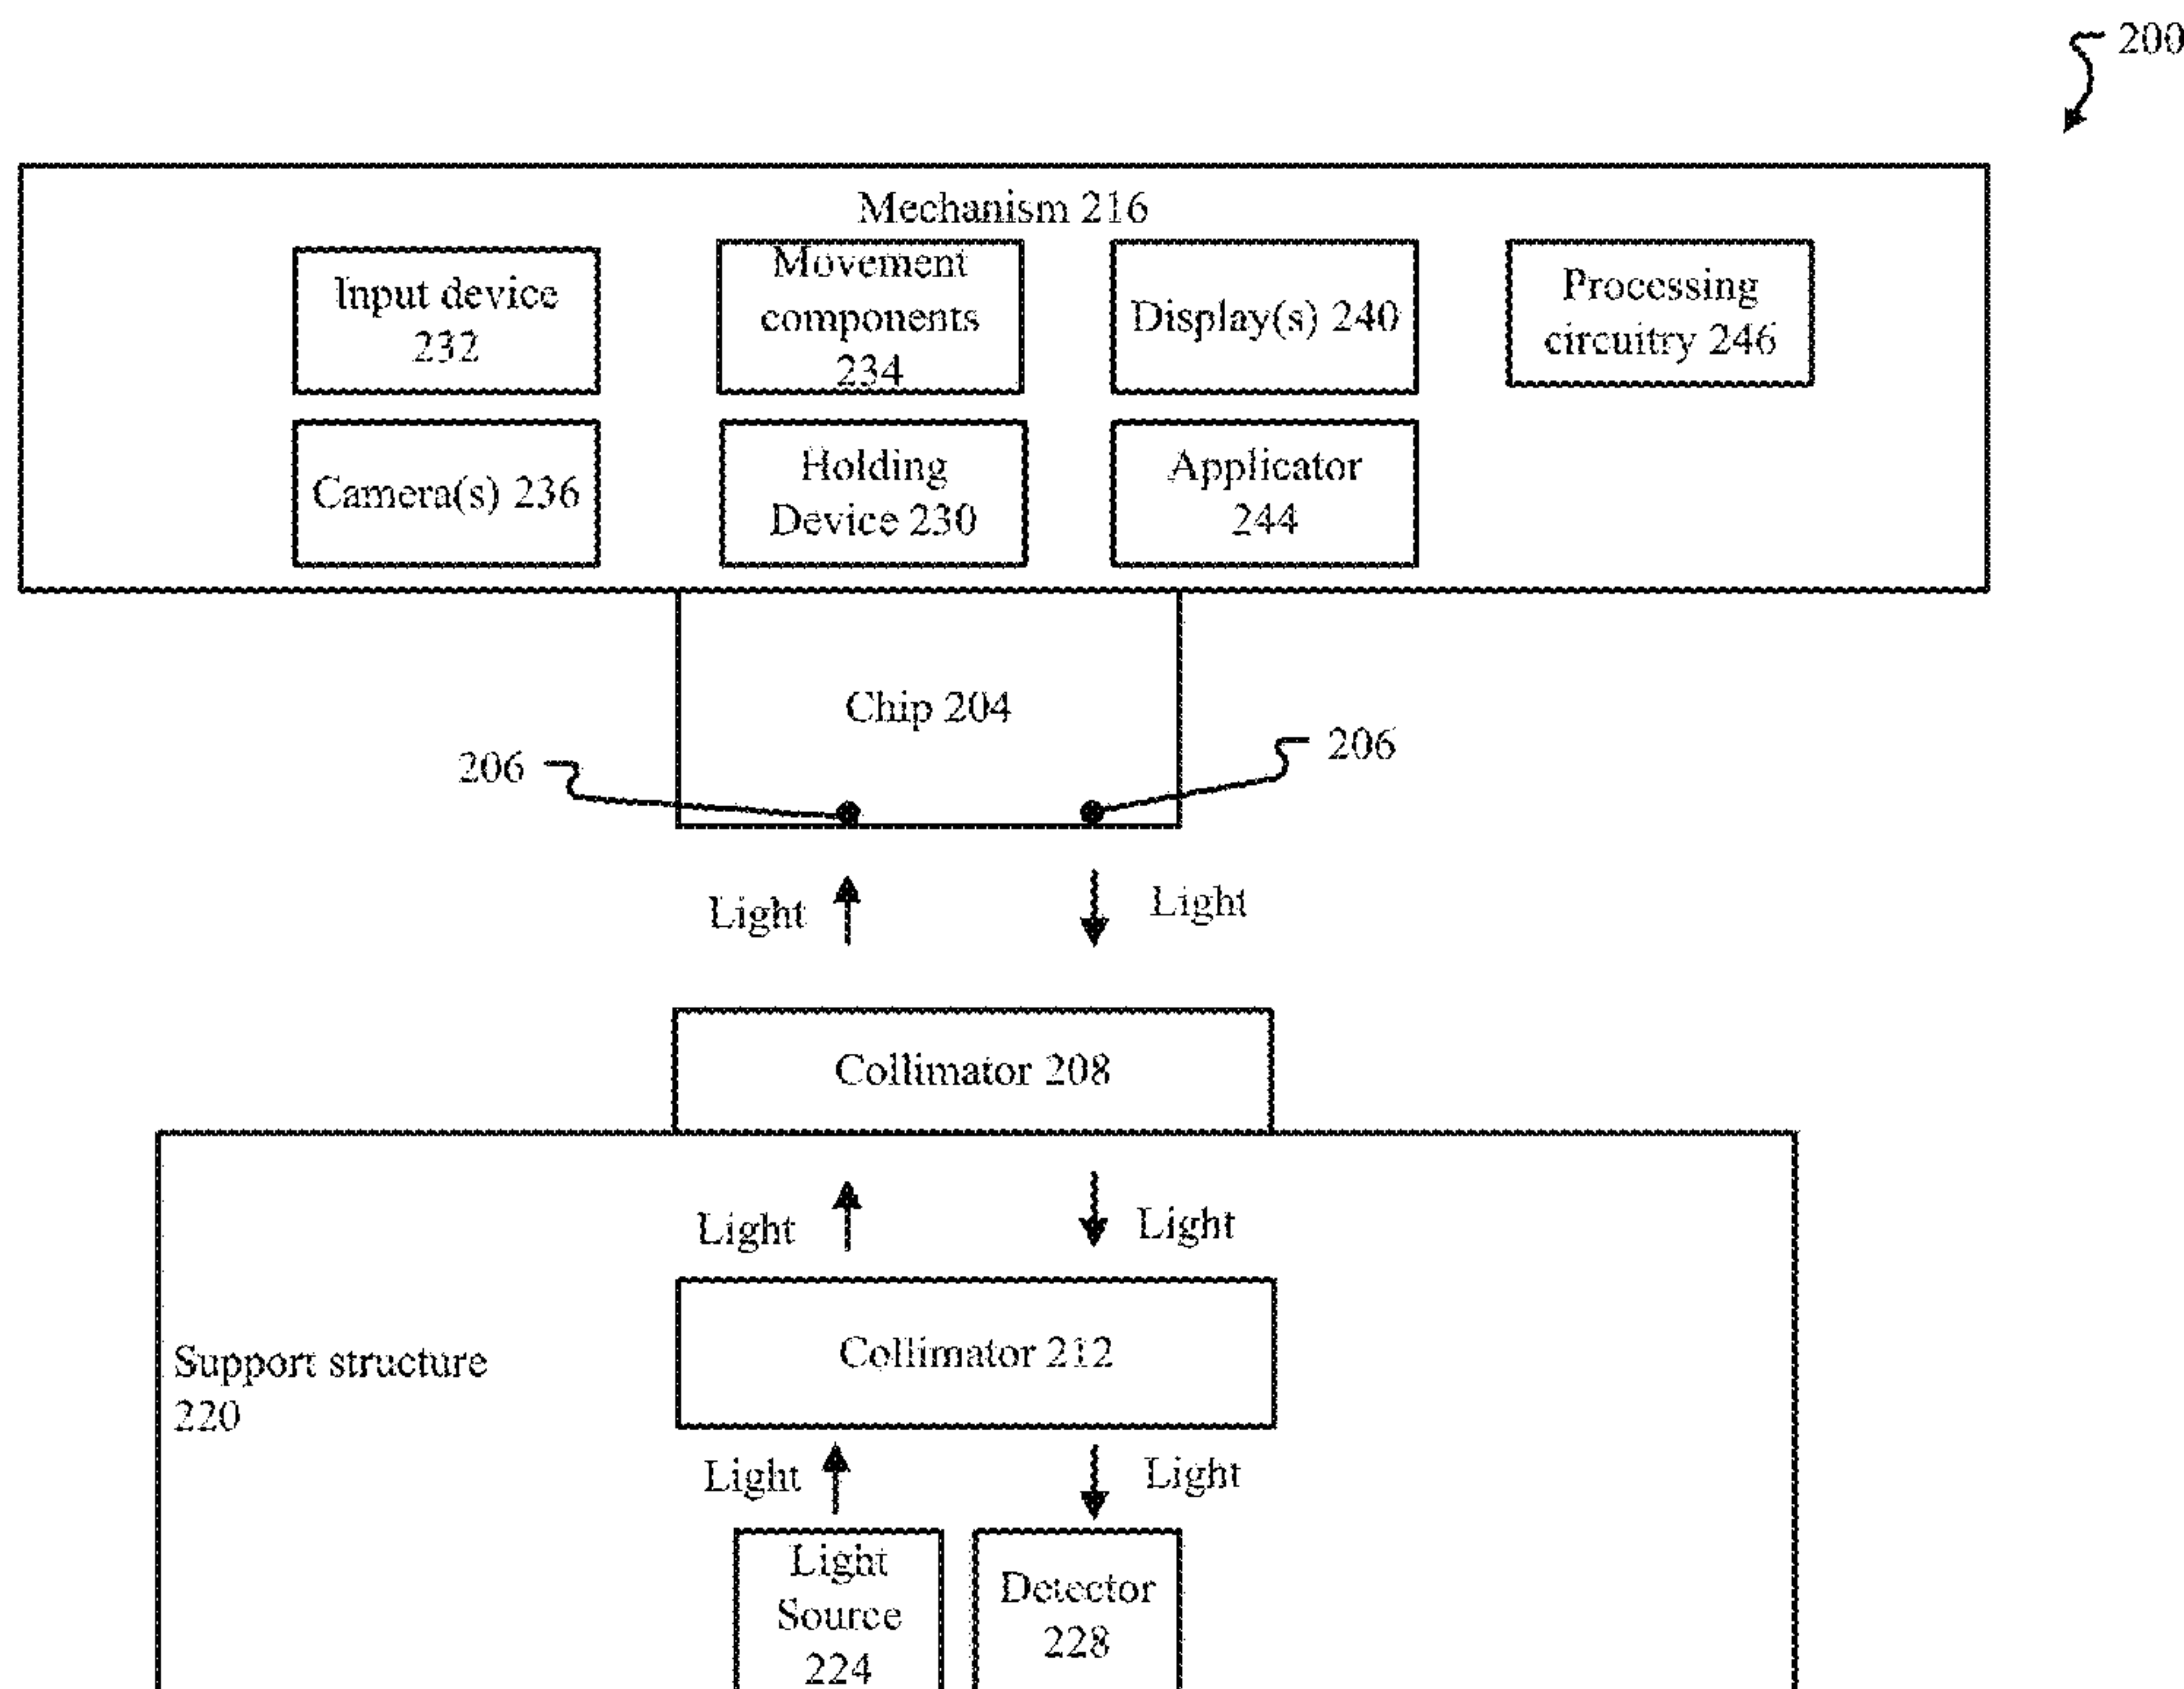 200
Mechanism 216
Input device
232
Movement
components
234
Display(s) 240
Processing
circuitry 246
Camera(s) 236
Holding
Device 230
Applicator
244
Chip 204
206
206
Light
Light
Collimator 208
Light
Light
Support structure
220
Collimator 212
Light
Light
Light
Source
224
Detector
228